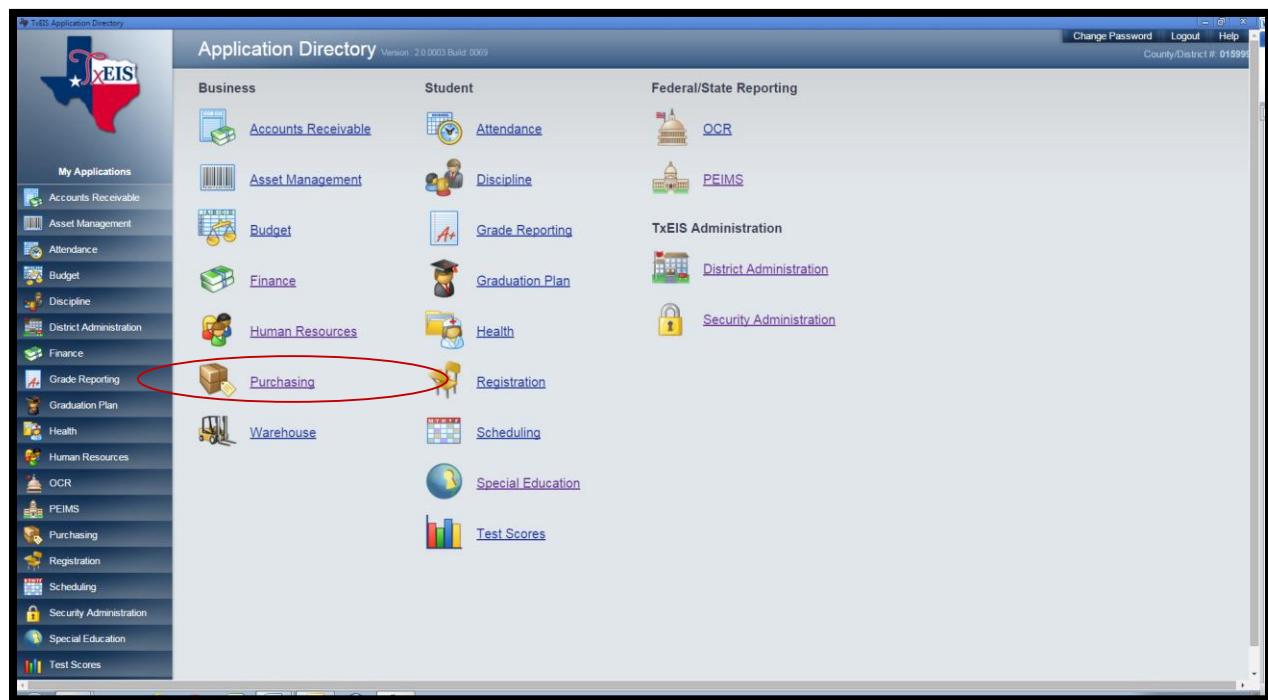 TxEIS Application Directory
TXEIS
Application Directory Version 2.0.0003 Build: 0069
Change Password Logout Help
County/District #: 015999
My Applications
Accounts Receivable
Asset Management
Attendance
Budget
Discipline
District Administration
Finance
Grade Reporting
Graduation Plan
Health
Human Resources
OCR
PEIMS
Purchasing
Registration
Scheduling
Security Administration
Special Education
Test Scores
Business
Accounts Receivable
Asset Management
Budget
Finance
Human Resources
Purchasing
Warehouse
Student
Attendance
Discipline
A+
Grade Reporting
Graduation Plan
Health
Registration
Scheduling
Special Education
Test Scores
Federal/State Reporting
OCR
PEIMS
TxEIS Administration
District Administration
Security Administration